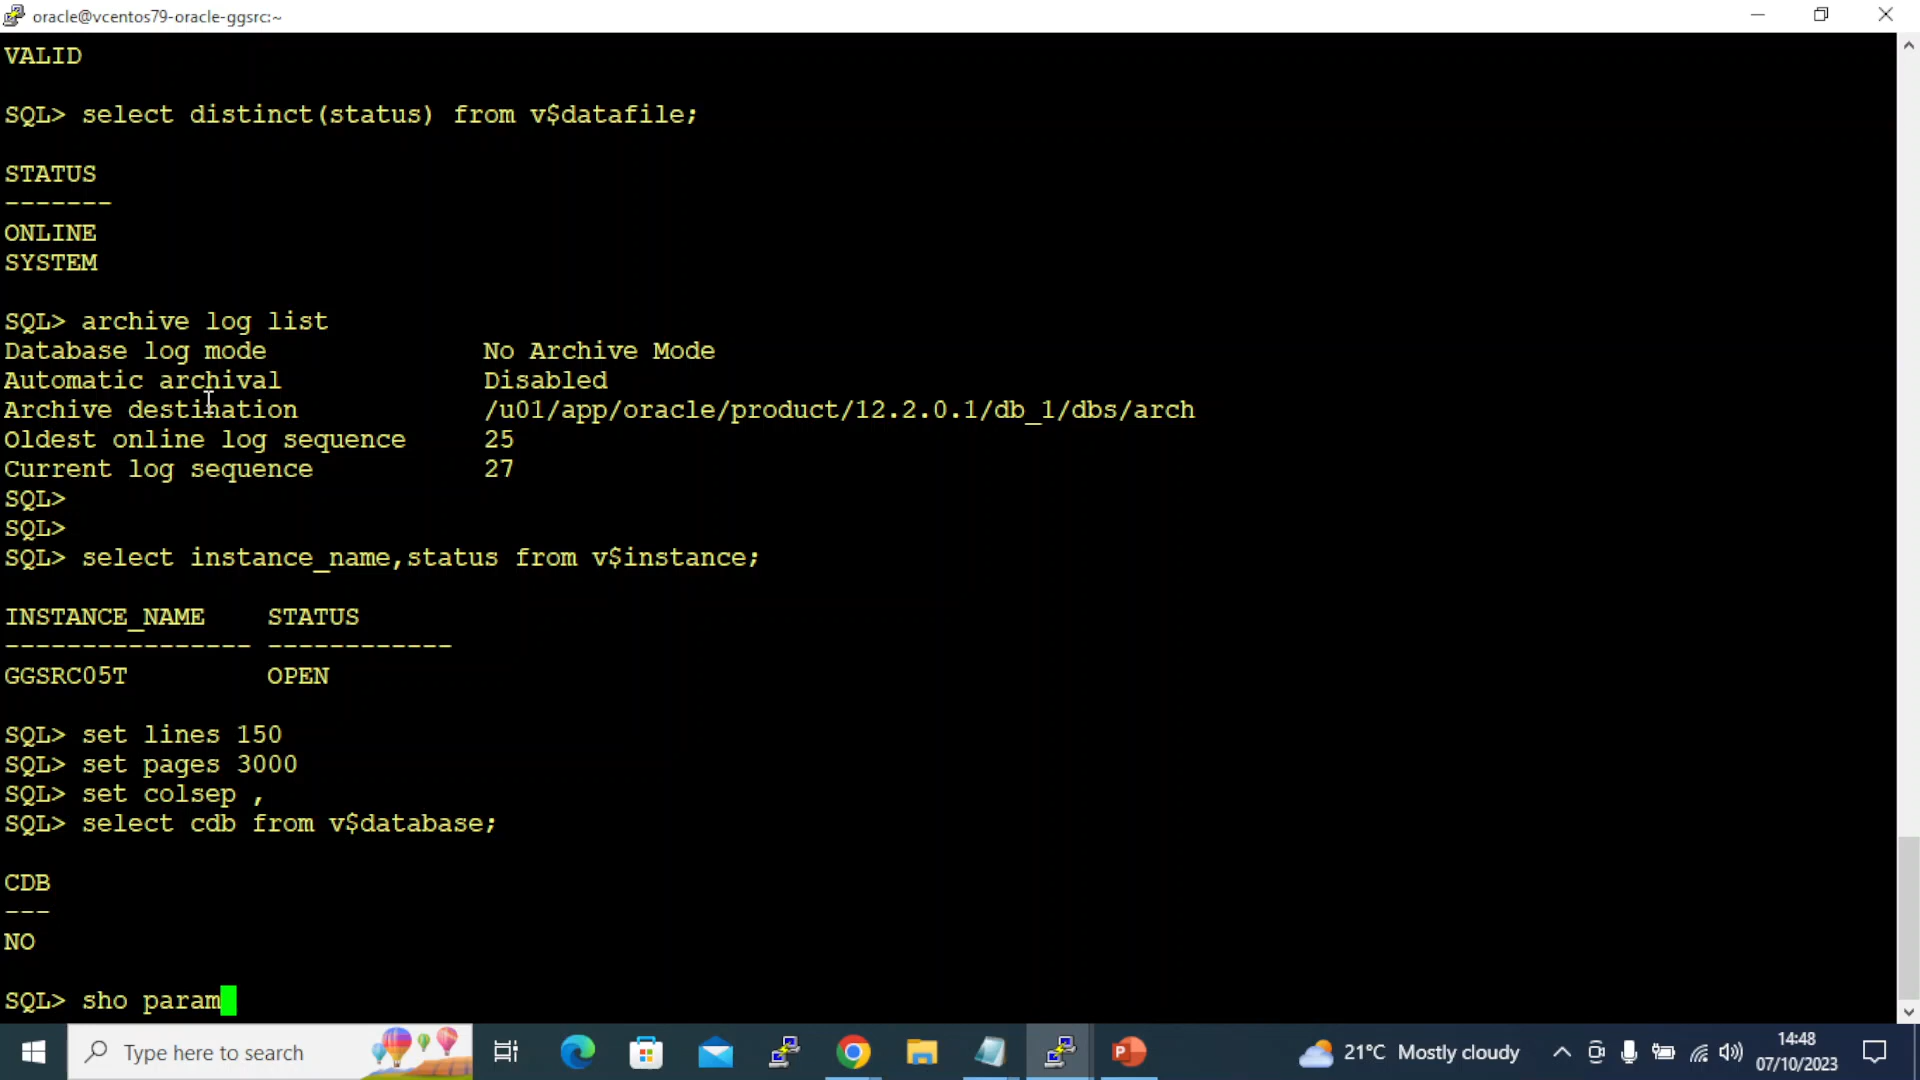 oracle@vcentos79-oracle-ggsrc:~
VALID
SQL> select distinct(status) from v$datafile;
STATUS
-------
ONLINE
SYSTEM
SQL> archive log list
Database log mode              No Archive Mode
Automatic archival             Disabled
Archive destination            /u01/app/oracle/product/12.2.0.1/db_1/dbs/arch
Oldest online log sequence     25
Current log sequence           27
SQL>
SQL>
SQL> select instance_name,status from v$instance;
INSTANCE_NAME    STATUS
---------------- ------------
GGSRC05T         OPEN
SQL> set lines 150
SQL> set pages 3000
SQL> set colsep ,
SQL> select cdb from v$database;
CDB
---
NO
SQL> sho param
Type here to search
21°C Mostly cloudy
14:48
07/10/2023